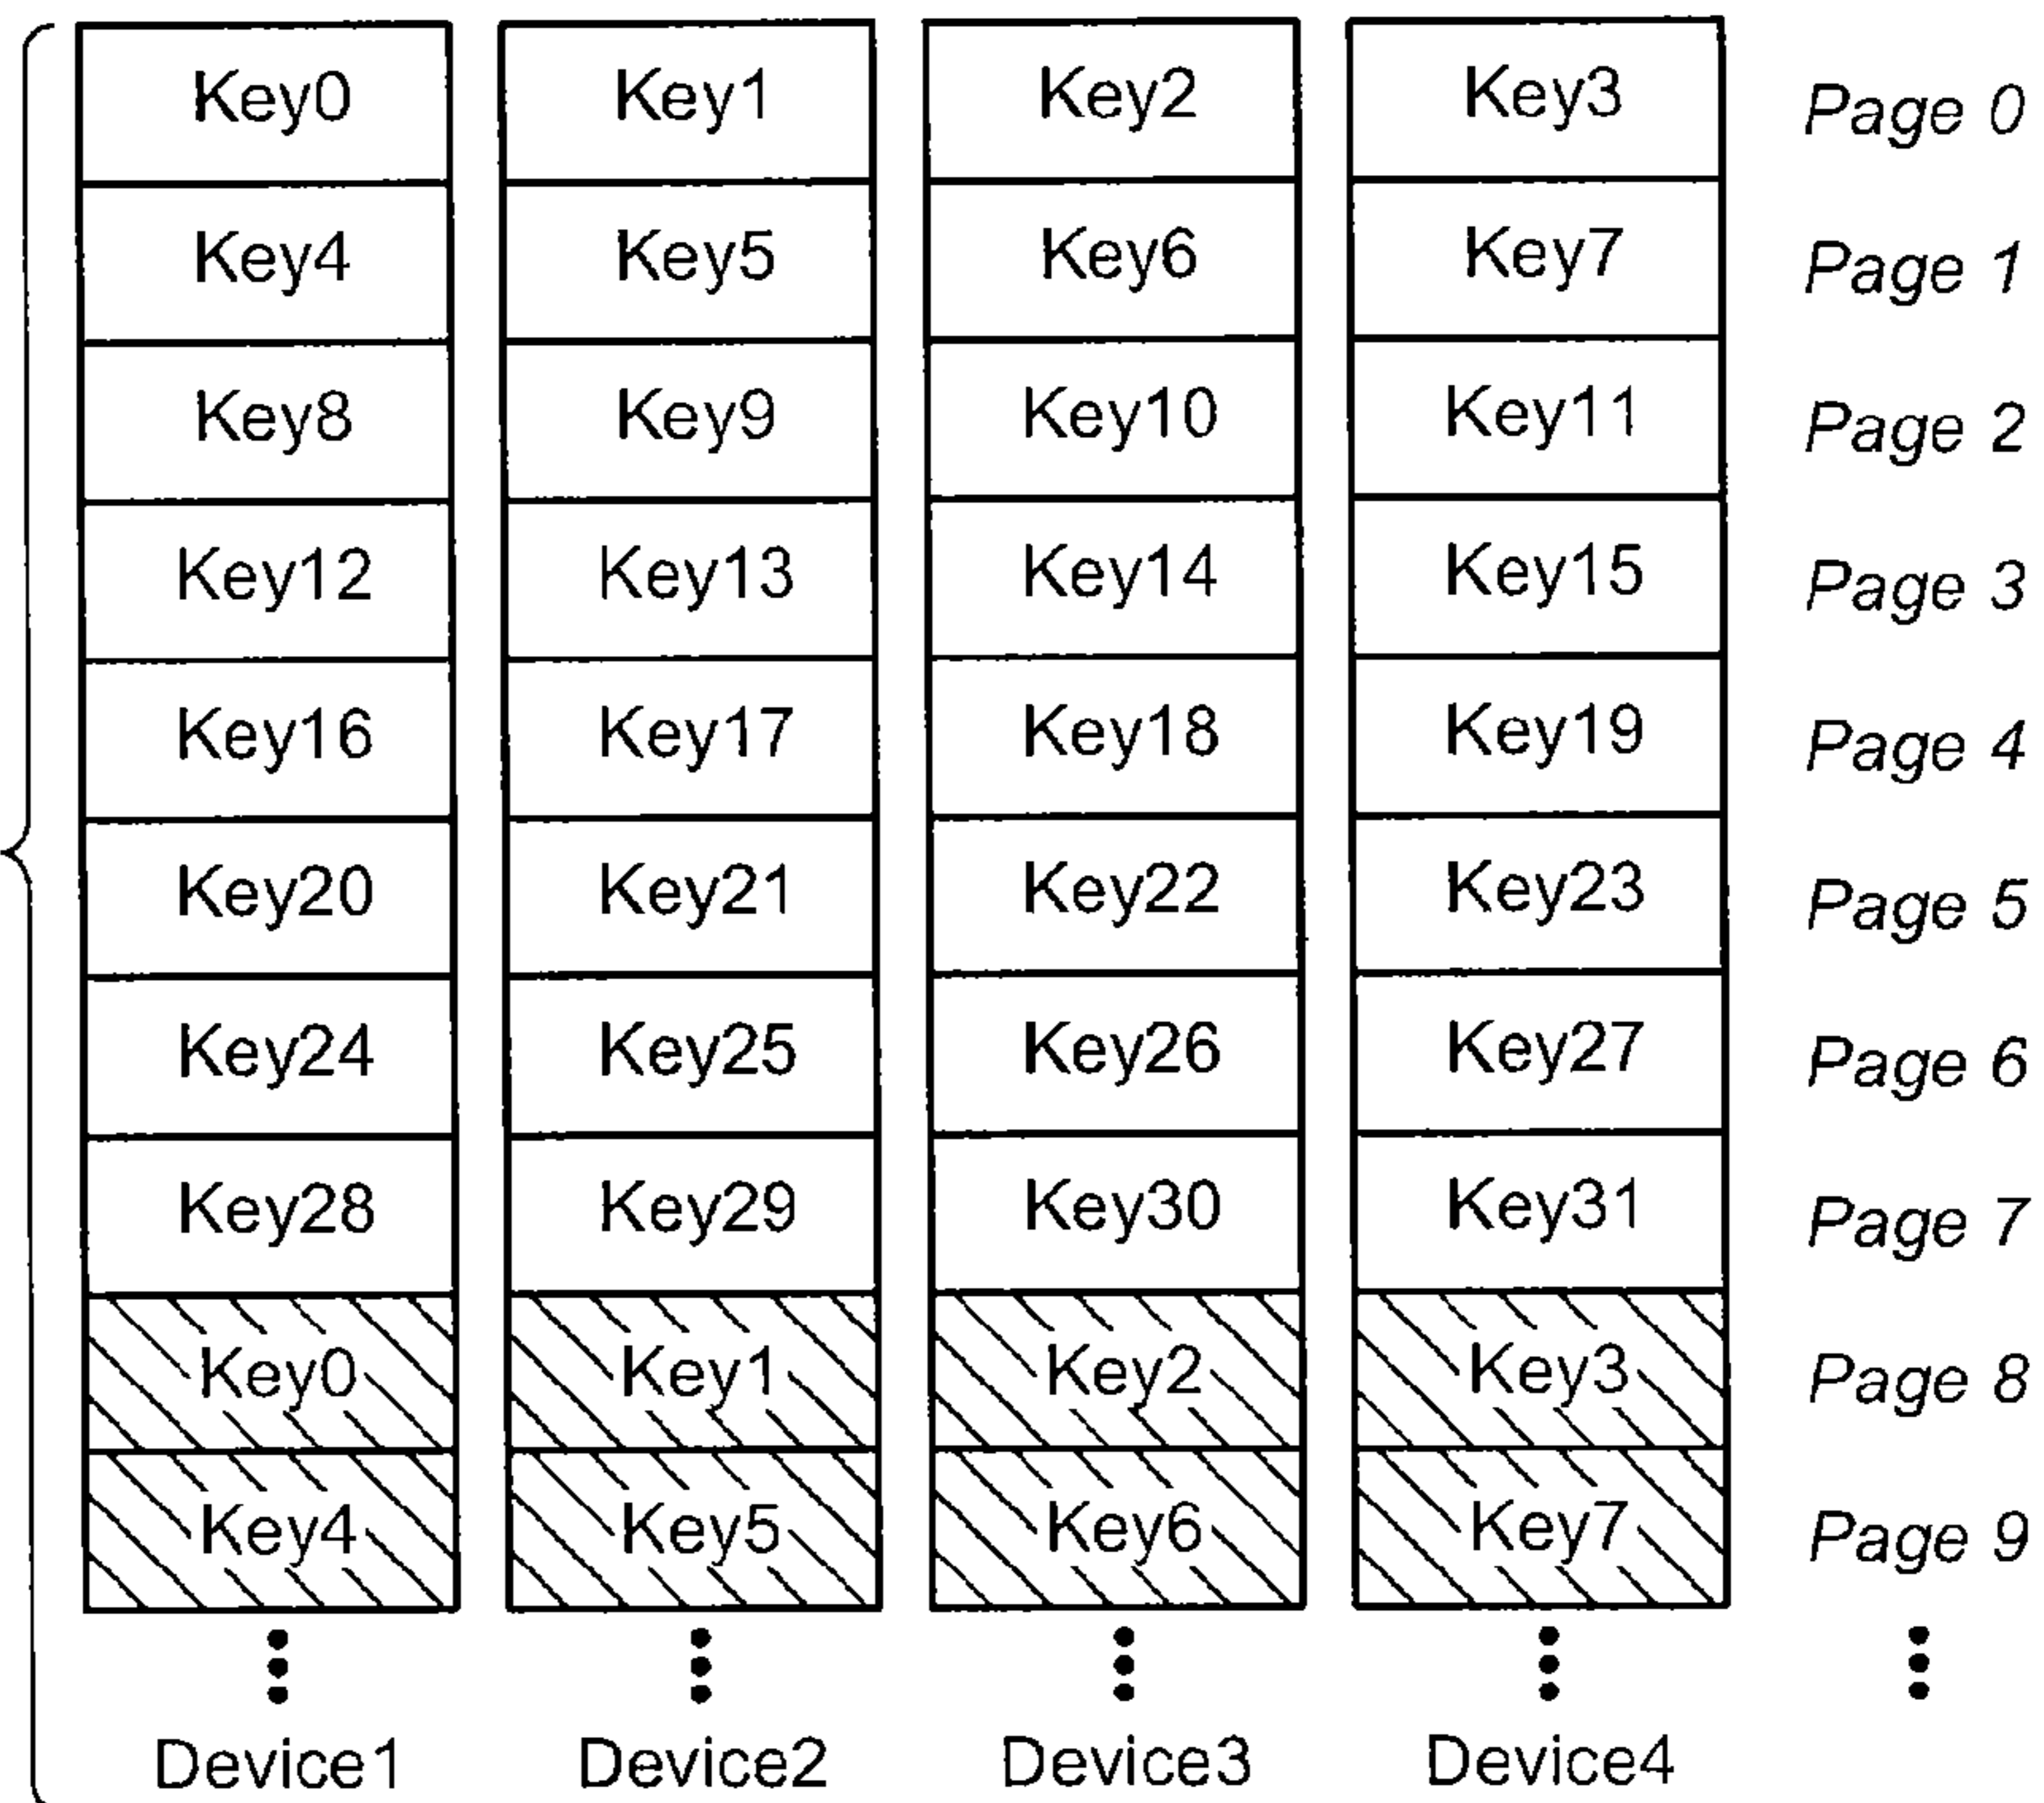 Key0 Key1 Key2 Key3 Page 0
Key4 Key5 Key6 Key7 Page 1
Key8 Key9 Key10 Key11 Page 2
Key12 Key13 Key14 Key15 Page 3
Key16 Key17 Key18 Key19 Page 4
Key20 Key21 Key22 Key23 Page 5
Key24 Key25 Key26 Key27 Page 6
Key28 Key29 Key30 Key31 Page 7
Key0 Key1 Key2 Key3 Page 8
Key4 Key5 Key6 Key7 Page 9
Device1 Device2 Device3 Device4